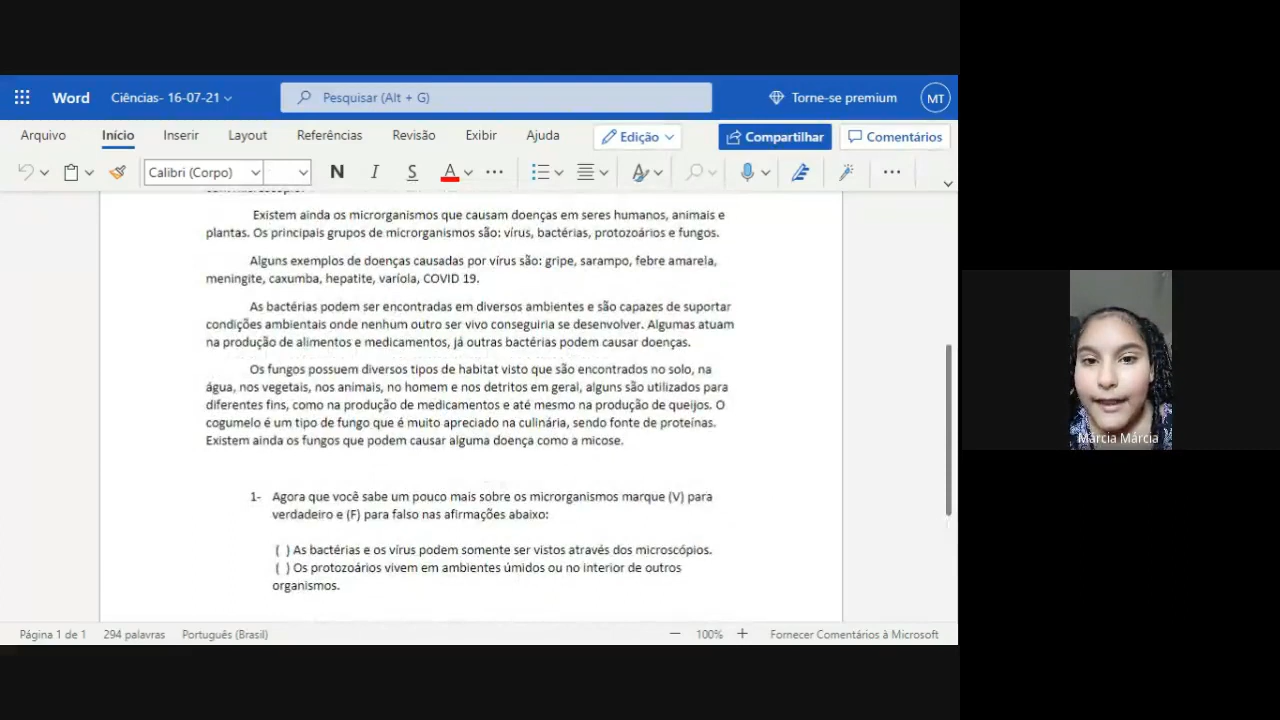 Word Ciências- 16-07-21 Pesquisar (Alt + G) Torne-se premium MT
Arquivo Início Inserir Layout Referências Revisão Exibir Ajuda Edição Compartilhar Comentários
Calibri (Corpo) N I S A
Existem ainda os microrganismos que causam doenças em seres humanos, animais e
plantas. Os principais grupos de microrganismos são: vírus, bactérias, protozoários e fungos.
Alguns exemplos de doenças causadas por vírus são: gripe, sarampo, febre amarela,
meningite, caxumba, hepatite, varíola, COVID 19.
As bactérias podem ser encontradas em diversos ambientes e são capazes de suportar
condições ambientais onde nenhum outro ser vivo conseguiria se desenvolver. Algumas atuam
na produção de alimentos e medicamentos, já outras bactérias podem causar doenças.
Os fungos possuem diversos tipos de habitat visto que são encontrados no solo, na
água, nos vegetais, nos animais, no homem e nos detritos em geral, alguns são utilizados para
diferentes fins, como na produção de medicamentos e até mesmo na produção de queijos. O
cogumelo é um tipo de fungo que é muito apreciado na culinária, sendo fonte de proteínas.
Existem ainda os fungos que podem causar alguma doença como a micose.
1- Agora que você sabe um pouco mais sobre os microrganismos marque (V) para
verdadeiro e (F) para falso nas afirmações abaixo:
( ) As bactérias e os vírus podem somente ser vistos através dos microscópios.
( ) Os protozoários vivem em ambientes úmidos ou no interior de outros
organismos.
Página 1 de 1 294 palavras Português (Brasil) 100% Fornecer Comentários à Microsoft
Márcia Márcia